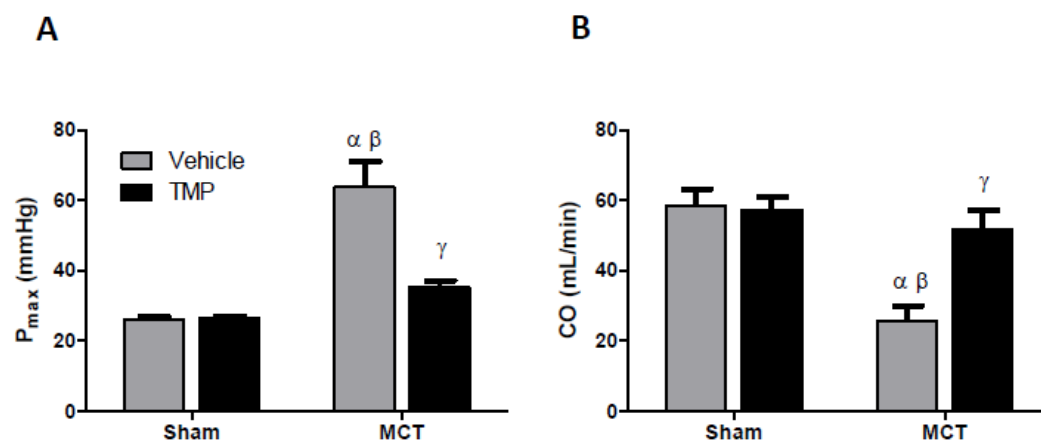 A
80
60
40
20
0
P_max (mmHg)
Vehicle
TMP
α β
γ
Sham
MCT
B
80
60
40
20
0
CO (mL/min)
α β
γ
Sham
MCT